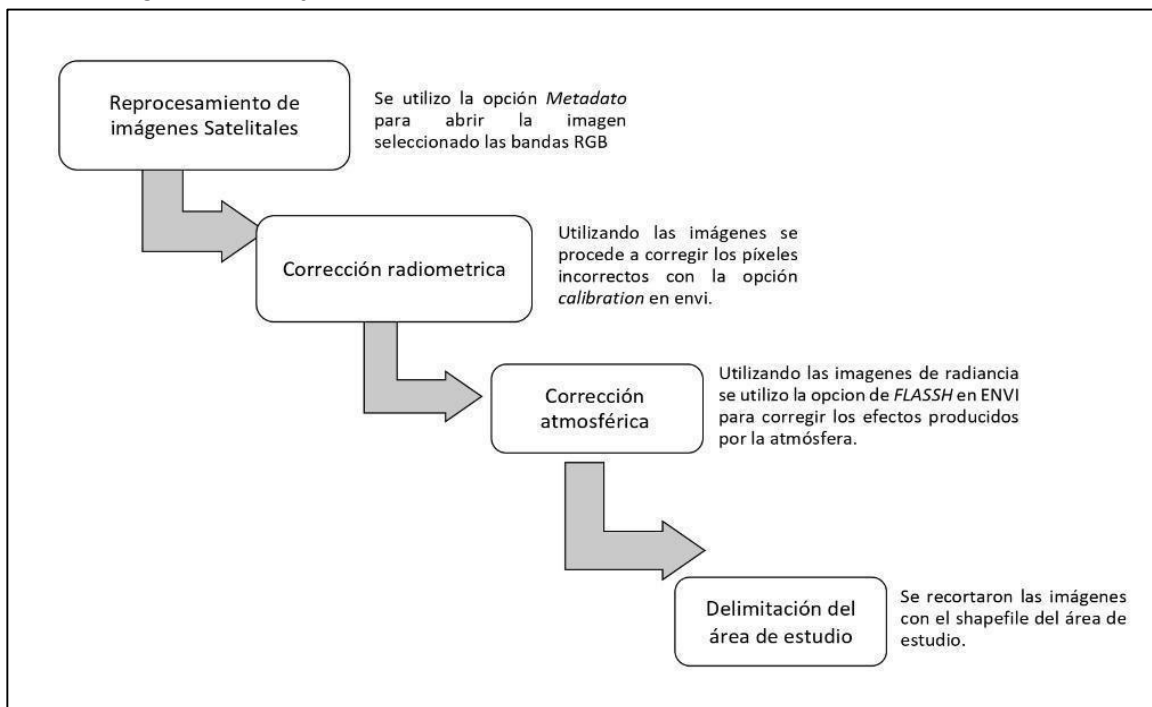 Reprocesamiento de
imágenes Satelitales
Se utilizo la opción Metadato
para abrir la imagen
seleccionado las bandas RGB
Corrección radiometrica
Utilizando las imágenes se
procede a corregir los píxeles
incorrectos con la opción
calibration en envi.
Corrección
atmosférica
Utilizando las imagenes de radiancia
se utilizo la opcion de FLASSH en ENVI
para corregir los efectos producidos
por la atmósfera.
Delimitación del
área de estudio
Se recortaron las imágenes
con el shapefile del área de
estudio.